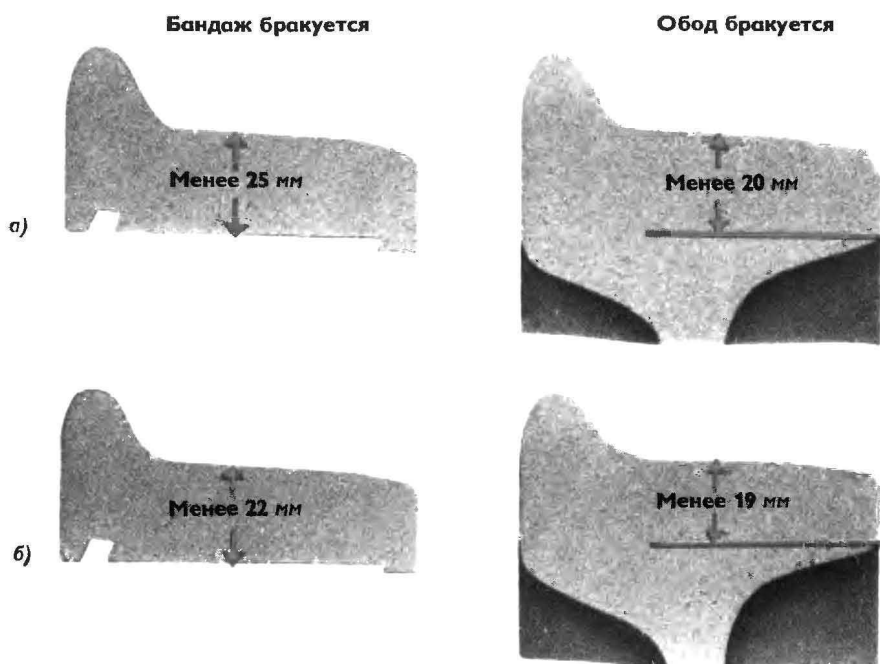 Бандаж бракуется
Обод бракуется
а)
Менее 25 мм
Менее 20 мм
б)
Менее 22 мм
Менее 19 мм